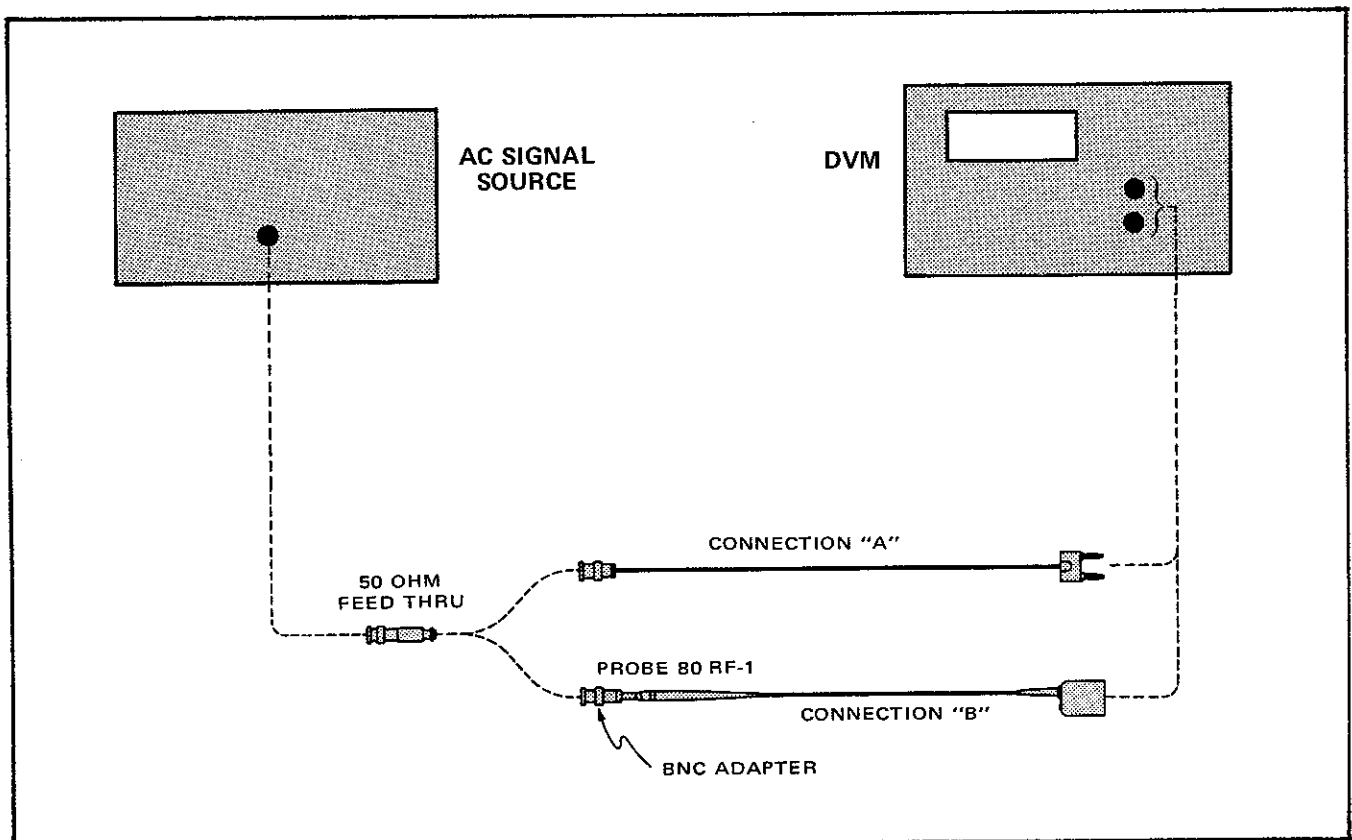 AC SIGNAL
SOURCE
DVM
CONNECTION "A"
50 OHM
FEED THRU
PROBE 80 RF-1
CONNECTION "B"
BNC ADAPTER